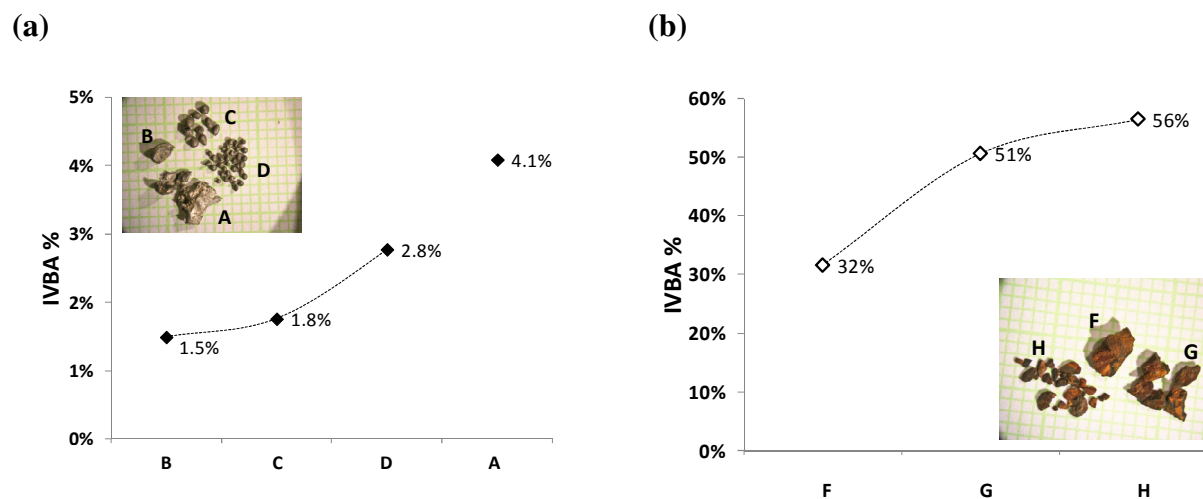 (a)
IVBA %
5%
4%
3%
2%
1%
0%
B
C
D
A
1.5%
1.8%
2.8%
4.1%
B
C
D
A
(b)
IVBA %
60%
50%
40%
30%
20%
10%
0%
32%
51%
56%
F
H
G
F
G
H